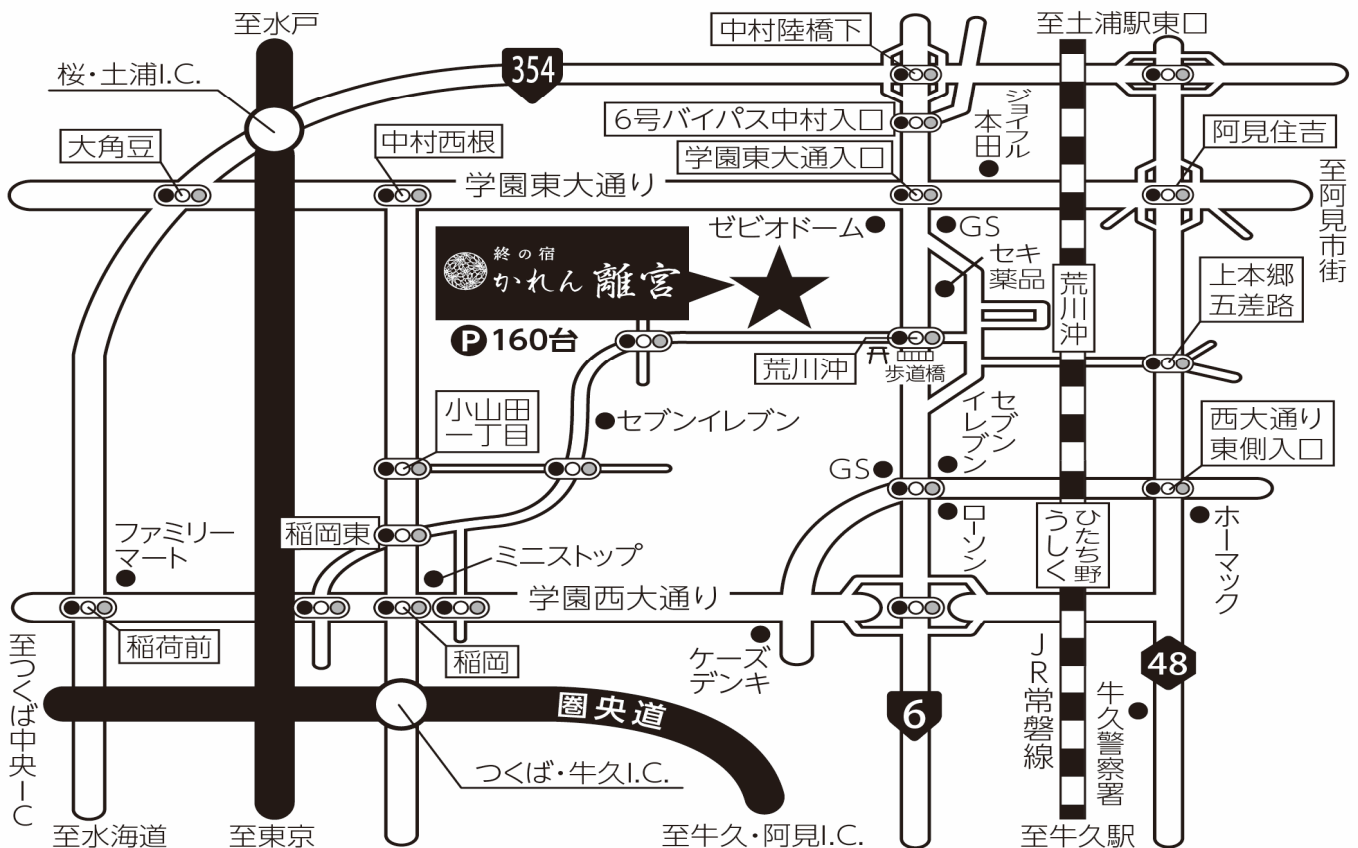 至水戸
中村陸橋下
至土浦駅東口
桜・土浦I.C.
354
6号バイパス中村入口
ジョイフル
本田
大角豆
中村西根
学園東大通入口
阿見住吉
学園東大通り
至阿見市街
ゼビオドーム
GS
終の宿
かれん 離宮
セキ
薬品
荒川沖
上本郷
五差路
P 160台
荒川沖
歩道橋
小山田
一丁目
セブンイレブン
セブン
イレブン
西大通り
東側入口
GS
稲岡東
ファミリー
マート
ミニストップ
ローソン
ひたち野
うしく
ホーマック
学園西大通り
稲荷前
稲岡
ケーズ
デンキ
至つくば中央IC
圏央道
6
JR常磐線
48
牛久警察署
つくば・牛久I.C.
至水海道
至東京
至牛久・阿見I.C.
至牛久駅